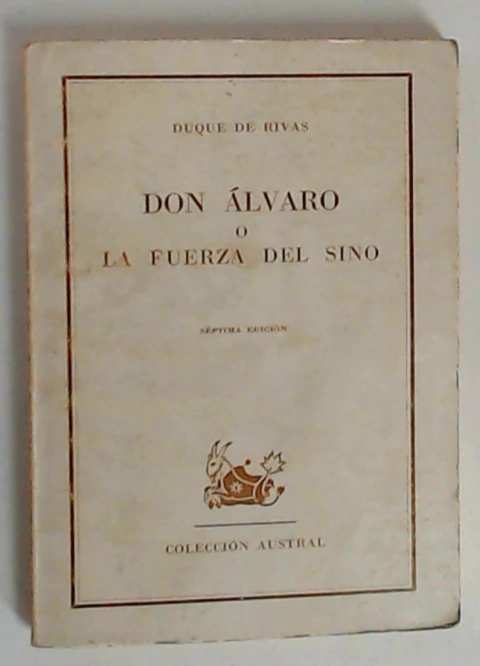 DUQUE DE RIVAS
DON ÁLVARO
O
LA FUERZA DEL SINO
SÉPTIMA EDICIÓN
COLECCIÓN AUSTRAL